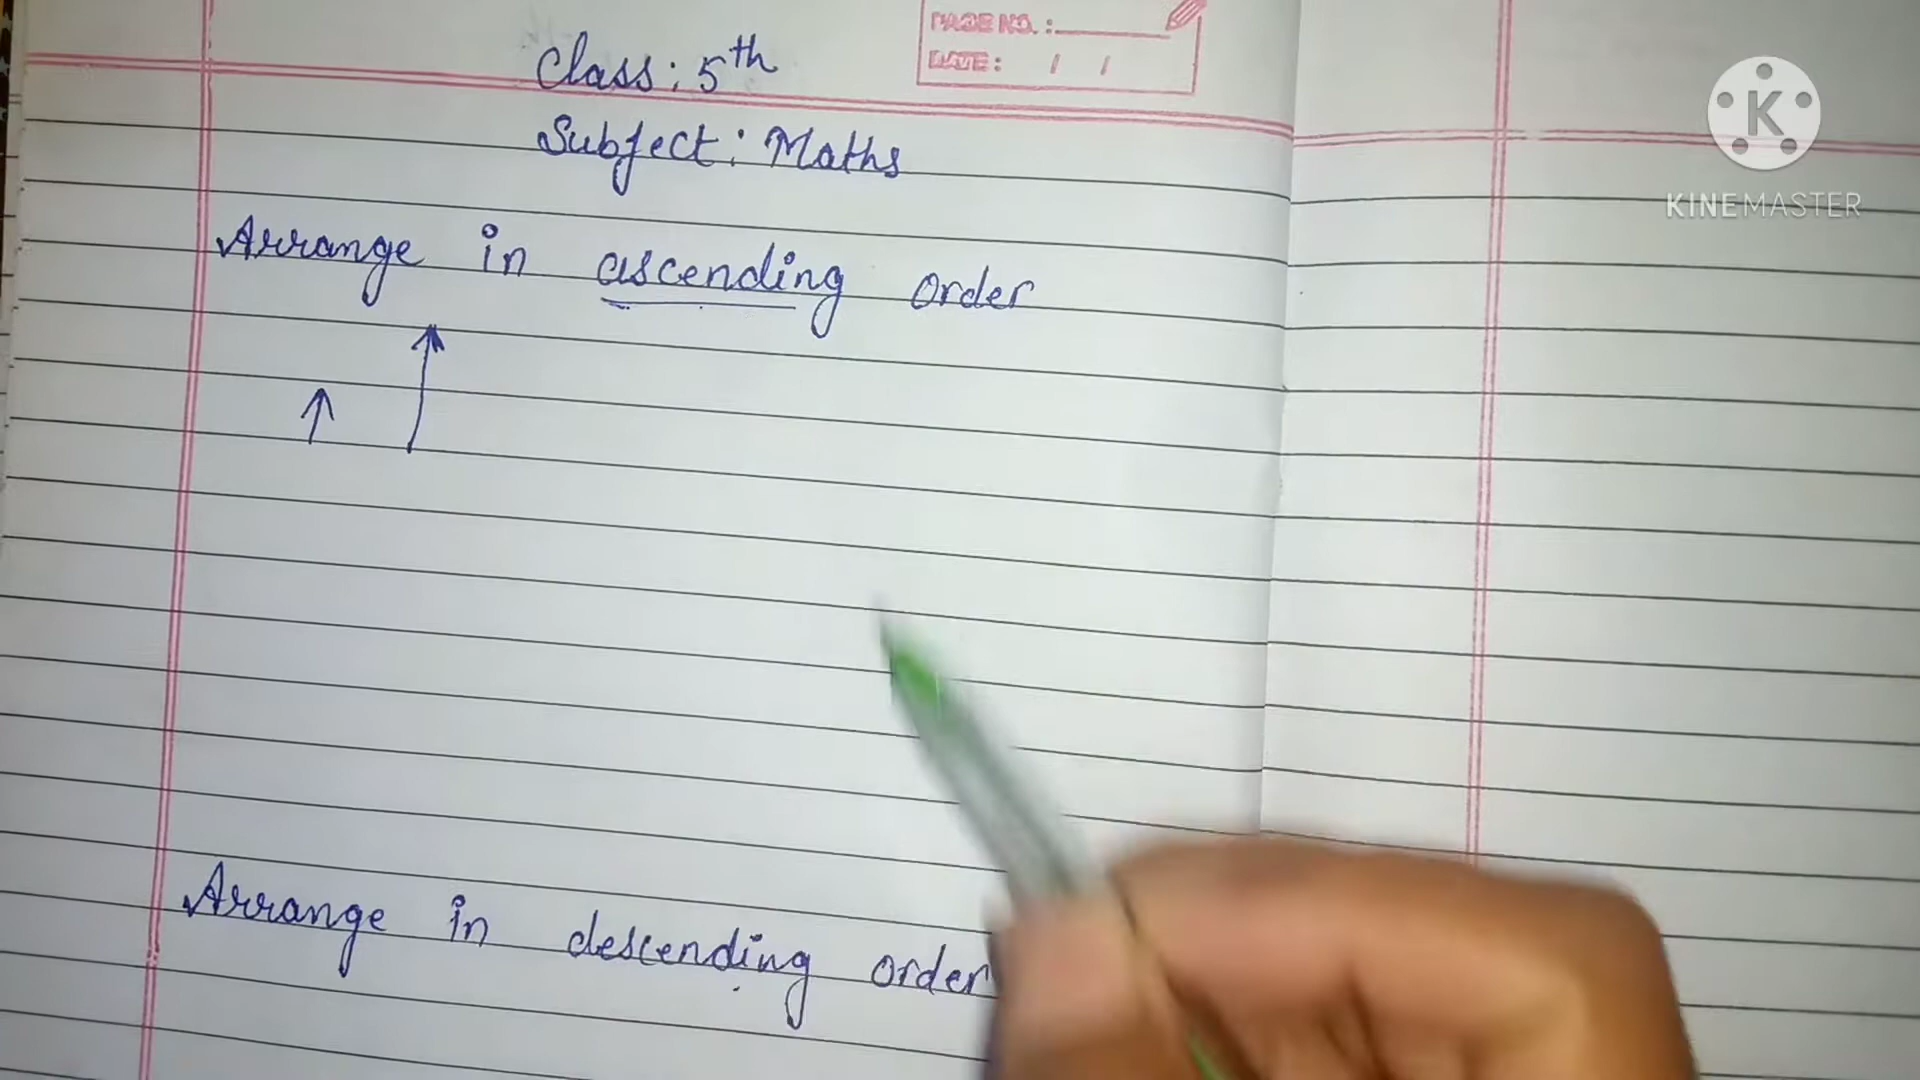 PAGE NO. :
DATE : / /
Class : 5th
Subject : Maths
KINEMASTER
Arrange in ascending order
Arrange in descending order